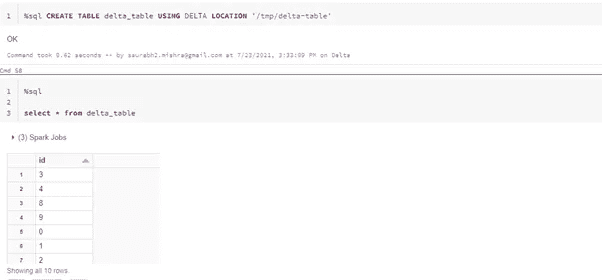 1 %sql CREATE TABLE delta_table USING DELTA LOCATION '/tmp/delta-table'
OK
Command took 0.62 seconds -- by saurabh2.mishra@gmail.com at 7/23/2021, 3:33:09 PM on Delta
Cmd 58
1 %sql
2
3 select * from delta_table
(3) Spark Jobs
id
1 3
2 4
3 8
4 9
5 0
6 1
7 2
Showing all 10 rows.